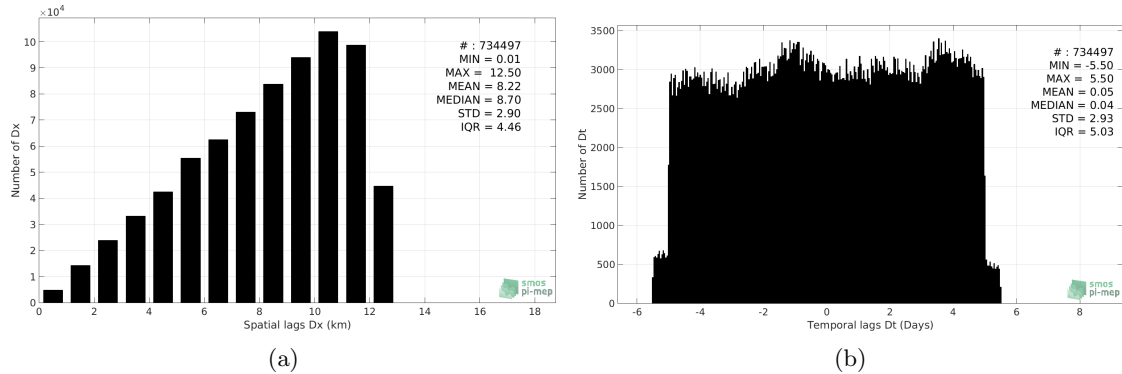 ×10⁴
10
9
8
7
6
5
4
3
2
1
0
Number of Dx
# : 734497
MIN = 0.01
MAX = 12.50
MEAN = 8.22
MEDIAN = 8.70
STD = 2.90
IQR = 4.46
smos
pi-mep
0 2 4 6 8 10 12 14 16 18
Spatial lags Dx (km)
(a)
3500
3000
2500
2000
1500
1000
500
0
Number of Dt
# : 734497
MIN = -5.50
MAX = 5.50
MEAN = 0.05
MEDIAN = 0.04
STD = 2.93
IQR = 5.03
smos
pi-mep
-6 -4 -2 0 2 4 6 8
Temporal lags Dt (Days)
(b)